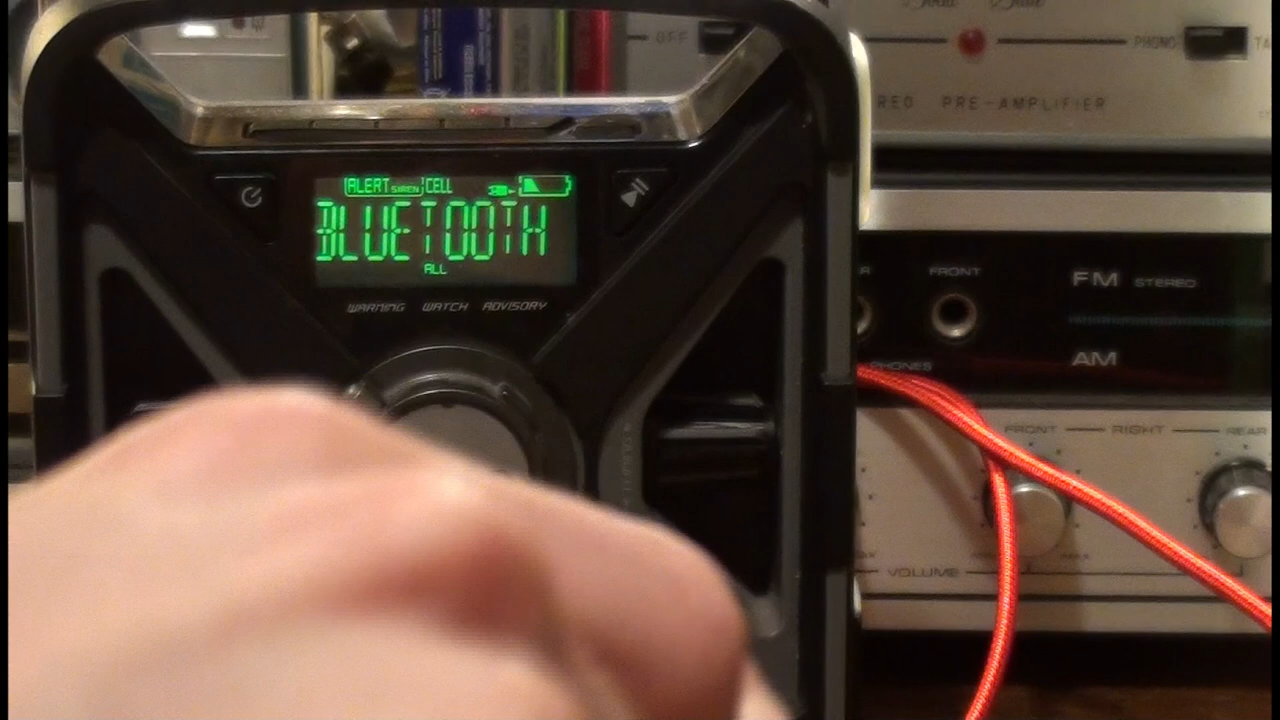 OFF
PHONO
PRE-AMPLIFIER
ALERT SIREN CELL
BLUETOOTH
ALL
WARNING WATCH ADVISORY
FRONT
FM STEREO
AM
PHONES
FRONT RIGHT REAR
VOLUME
MAX